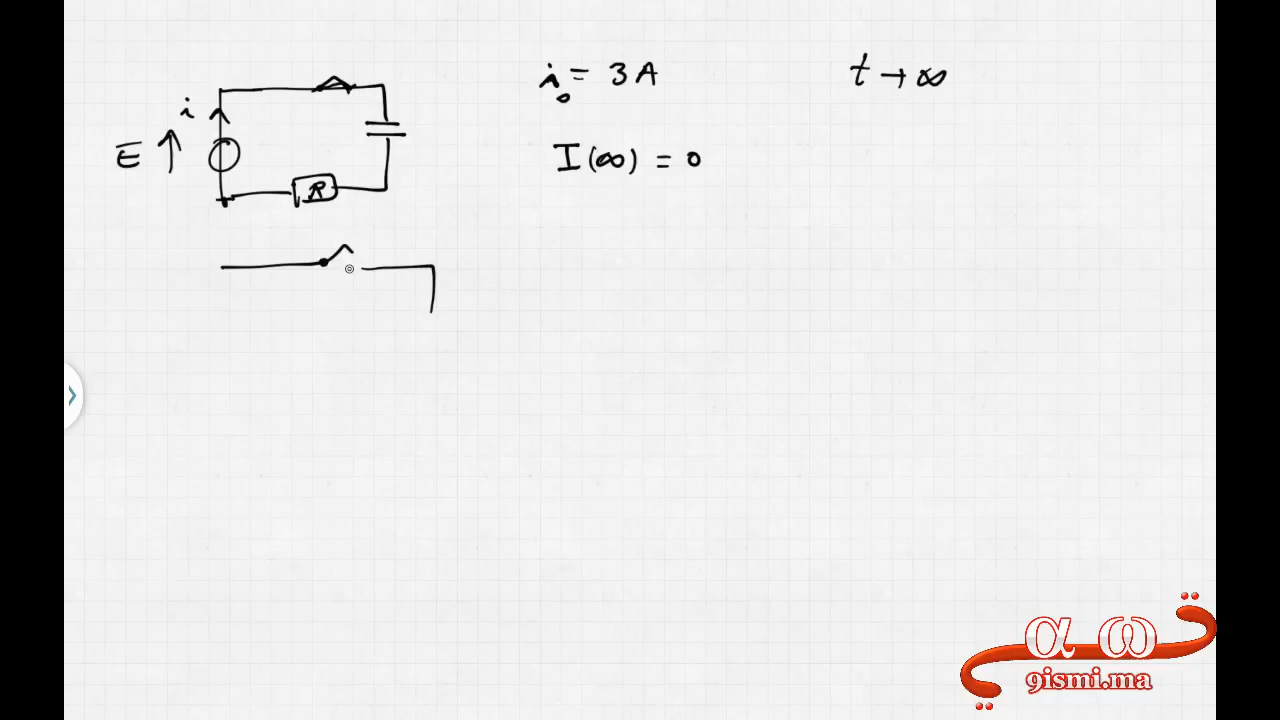 i₀ = 3A
t → ∞
i
E
I(∞) = 0
R
α ω
9ismi.ma